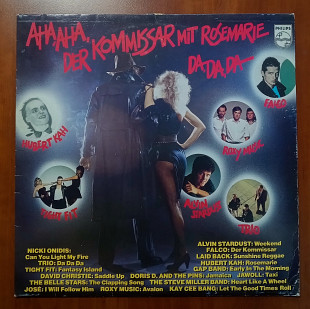 AHA AHA,
DER KOMMISSAR MIT ROSEMARIE
DA DA DA
PHILIPS
FALCO
HUBERT KAH
ROXY MUSIC
TIGHT FIT
ALVIN STARDUST
TRIO
NICKI ONIDIS:
Can You Light My Fire
TRIO: Da Da Da
TIGHT FIT: Fantasy Island
DAVID CHRISTIE: Saddle Up
THE BELLE STARS: The Clapping Song
JOSE: I Will Follow Him
ALVIN STARDUST: Weekend
FALCO: Der Kommissar
LAID BACK: Sunshine Reggae
HUBERT KAH: Rosemarie
GAP BAND: Early In The Morning
DORIS D. AND THE PINS: Jamaica
JAWOLL: Taxi
THE STEVE MILLER BAND: Heart Like A Wheel
ROXY MUSIC: Avalon
KAY CEE BANG: Let The Good Times Roll